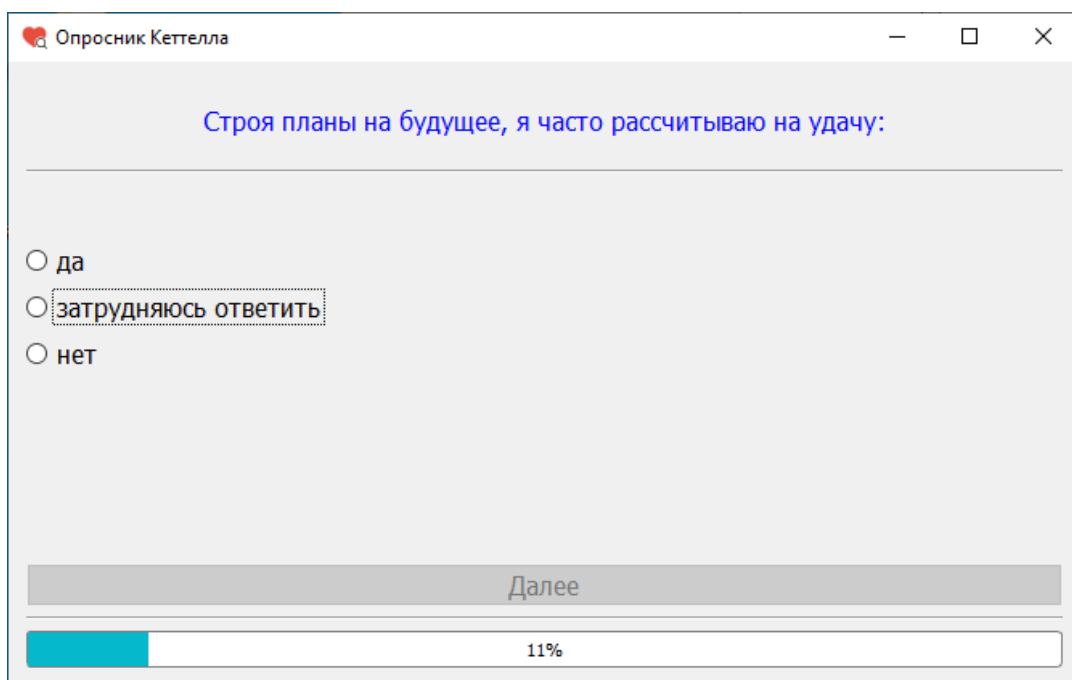 Опросник Кеттелла
Строя планы на будущее, я часто рассчитываю на удачу:
да
затрудняюсь ответить
нет
Далее
11%